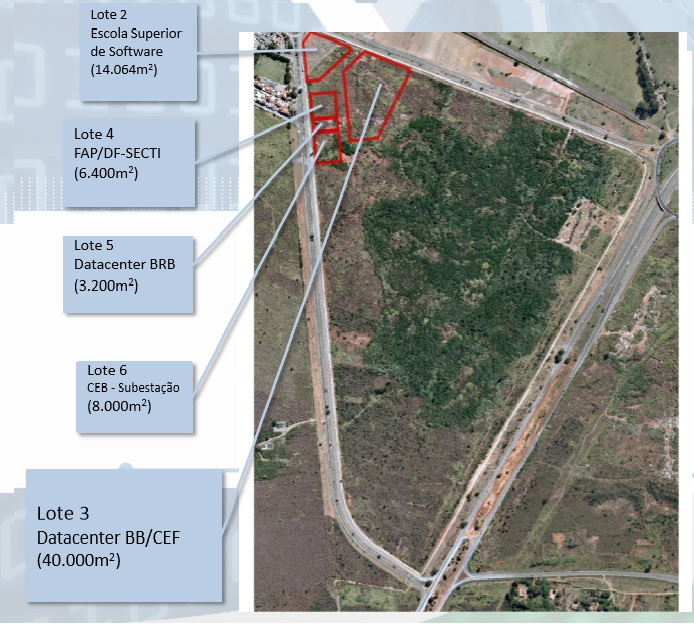 Lote 2
Escola Superior
de Software
(14.064m²)
Lote 4
FAP/DF-SECTI
(6.400m²)
Lote 5
Datacenter BRB
(3.200m²)
Lote 6
CEB - Subestação
(8.000m²)
Lote 3
Datacenter BB/CEF
(40.000m²)